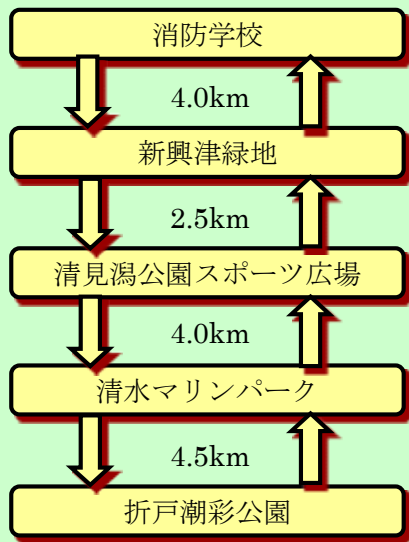 消防学校
4.0km
新興津緑地
2.5km
清見潟公園スポーツ広場
4.0km
清水マリンパーク
4.5km
折戸潮彩公園